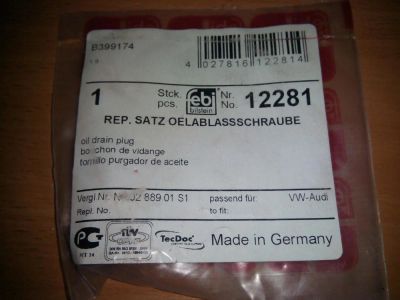 B399174
4 027816 122814
1 Stck. pcs. febi bilstein Nr. No. 12281
REP. SATZ OELABLASSSCHRAUBE
oil drain plug
bouchon de vidange
tornillo purgador de aceite
Vergl Nr. N 02 889 01 S1 passend für: VW-Audi
Repl. No. to fit:
TecDoc Made in Germany
MT 24